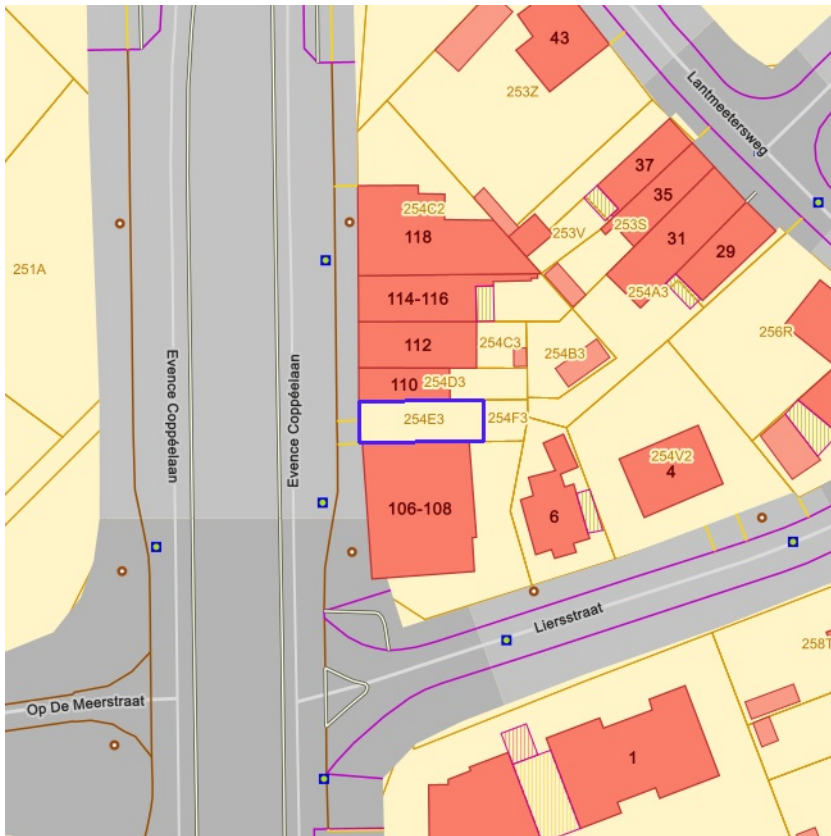 43
253Z
Lantmeetersweg
37
35
253S
31
253V
29
254C2
118
251A
254A3
114-116
256R
112
254C3
254B3
110
254D3
Evence Coppéelaan
Evence Coppéelaan
254E3
254F3
254V2
4
106-108
6
Liersstraat
258T
Op De Meerstraat
1